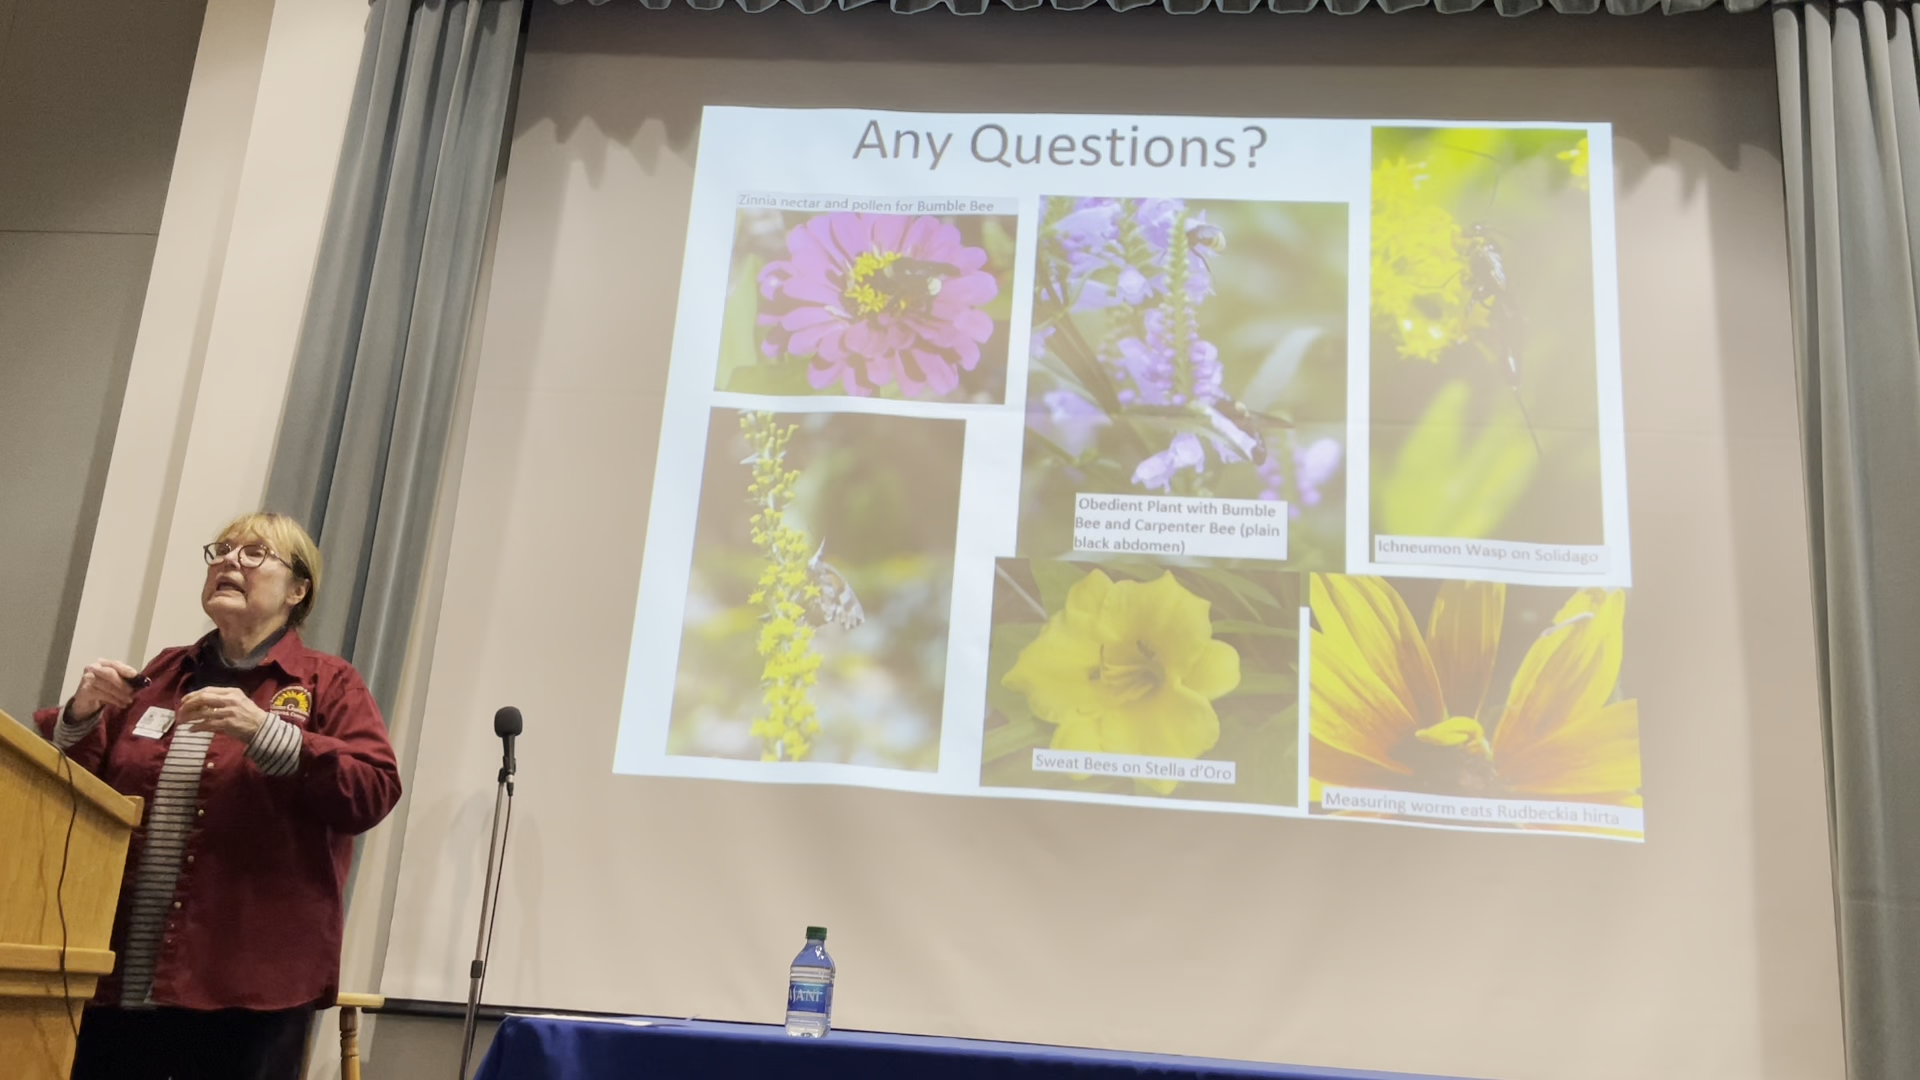 Any Questions?
Zinnia nectar and pollen for Bumble Bee
Obedient Plant with Bumble
Bee and Carpenter Bee (plain
black abdomen)
Ichneumon Wasp on Solidago
Sweat Bees on Stella d'Oro
Measuring worm eats Rudbeckia hirta